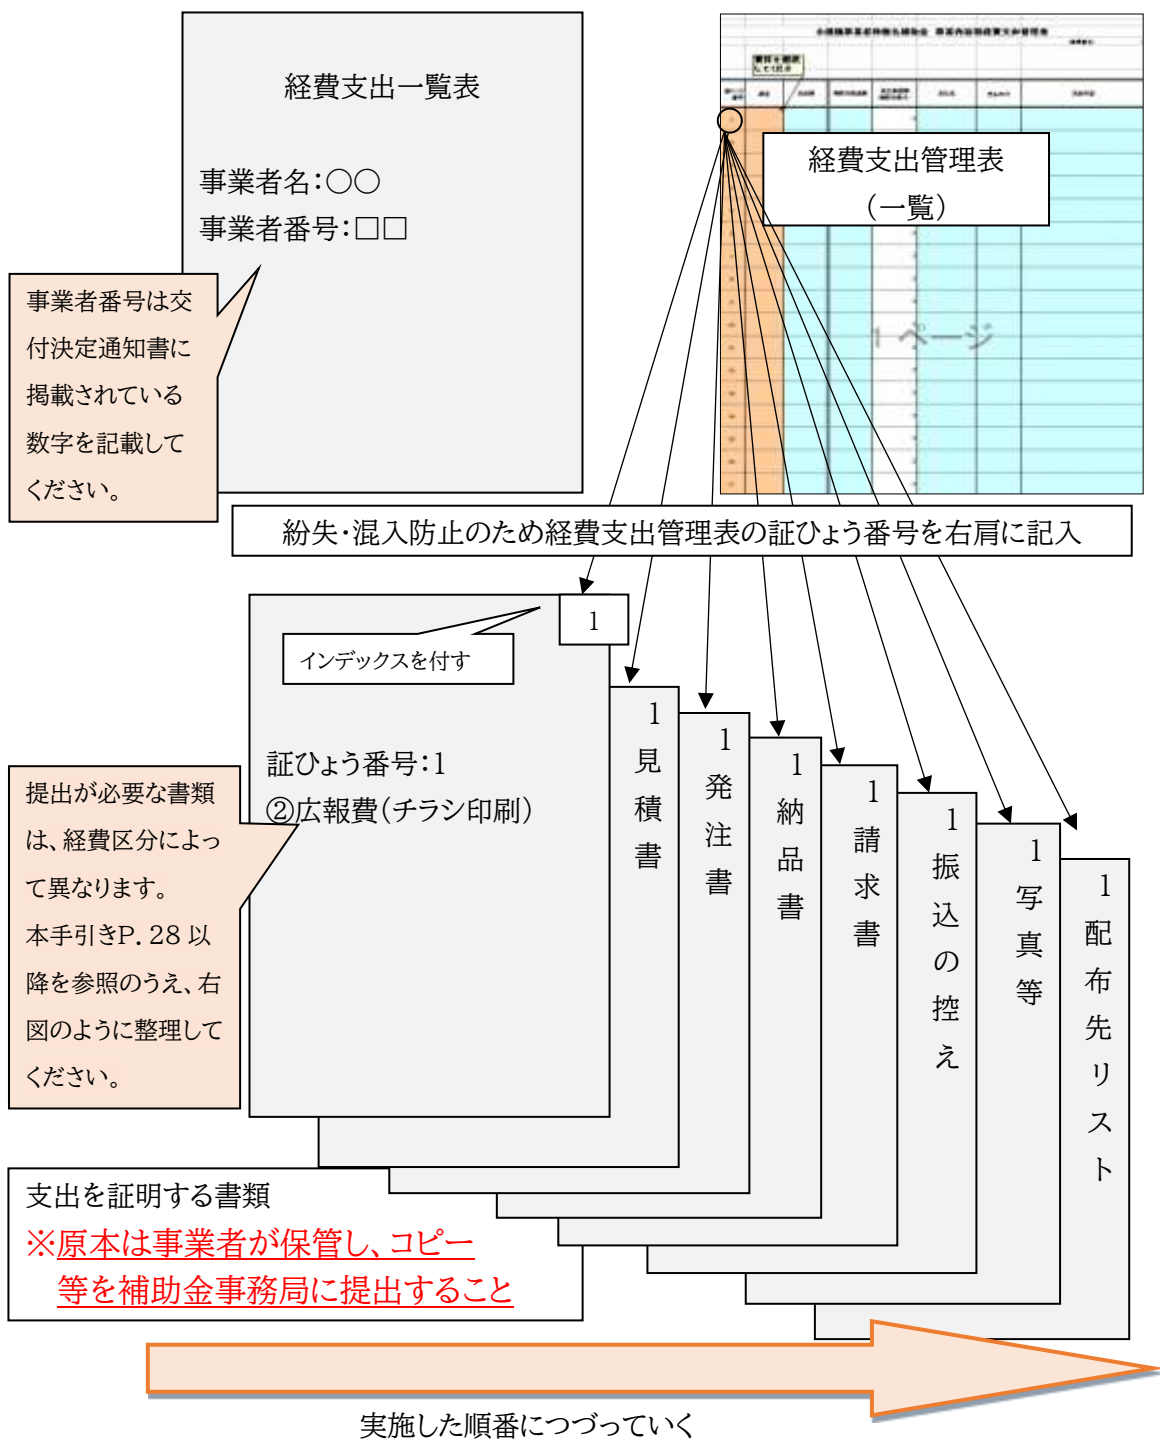 経費支出一覧表
事業者名：○○
事業者番号：□□
事業者番号は交
付決定通知書に
掲載されている
数字を記載して
ください。
経費支出管理表
（一覧）
1 ページ
紛失・混入防止のため経費支出管理表の証ひょう番号を右肩に記入
1
インデックスを付す
証ひょう番号：1
②広報費（チラシ印刷）
提出が必要な書類
は、経費区分によっ
て異なります。
本手引きP．28 以
降を参照のうえ、右
図のように整理して
ください。
1見積書
1発注書
1納品書
1請求書
1振込の控え
1写真等
1配布先リスト
支出を証明する書類
※原本は事業者が保管し、コピー
等を補助金事務局に提出すること
実施した順番につづっていく